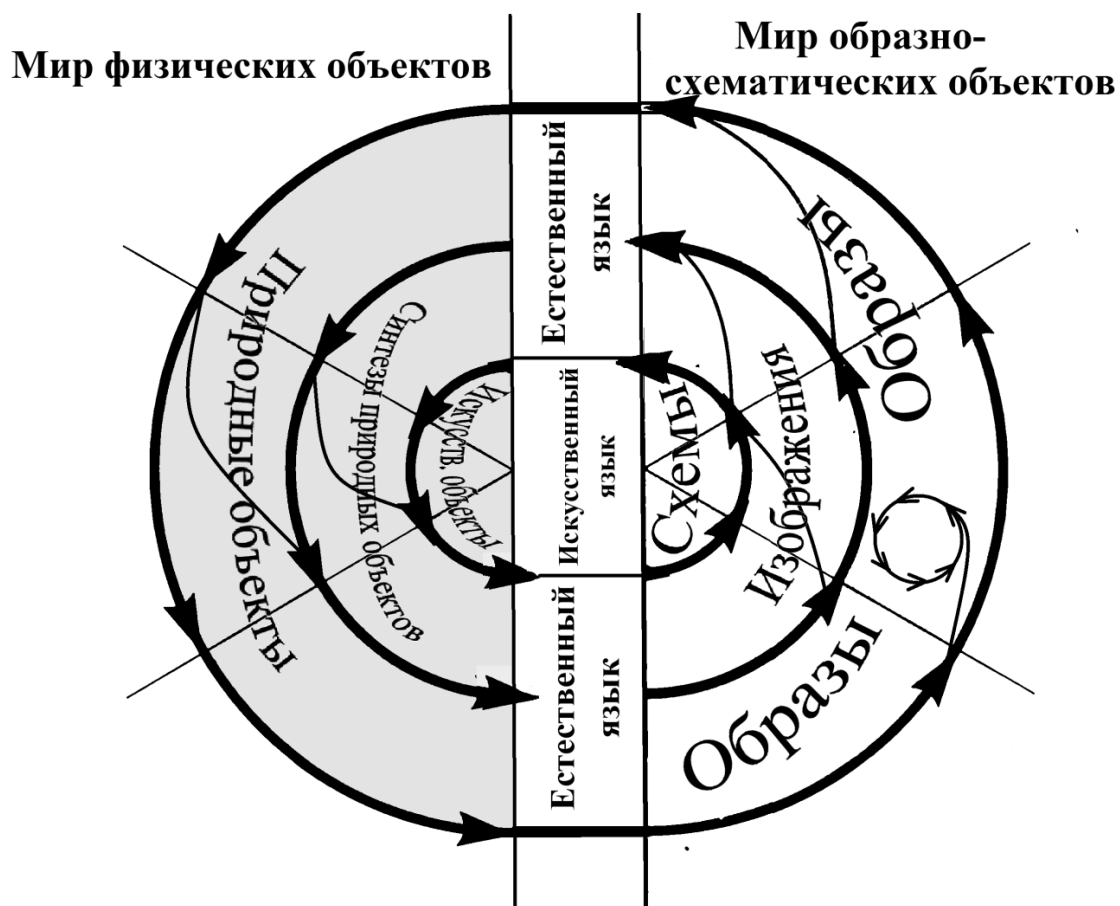 Мир физических объектов
Мир образно-
схематических объектов
Естественный
язык
Искусственный
язык
Естественный
язык
Природные объекты
Синтезы природных объектов
Искусств. объекты
Схемы
Изображения
Образы
Образы